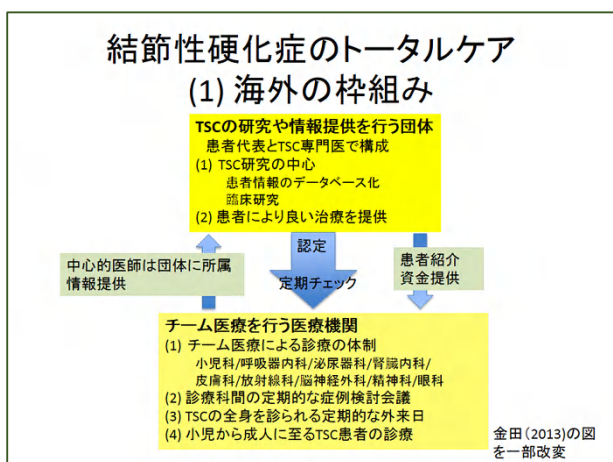 結節性硬化症のトータルケア
(1) 海外の枠組み
TSCの研究や情報提供を行う団体
患者代表とTSC専門医で構成
(1) TSC研究の中心
患者情報のデータベース化
臨床研究
(2) 患者により良い治療を提供
中心的医師は団体に所属
情報提供
認定
定期チェック
患者紹介
資金提供
チーム医療を行う医療機関
(1) チーム医療による診療の体制
小児科/呼吸器内科/泌尿器科/腎臓内科/
皮膚科/放射線科/脳神経外科/精神科/眼科
(2) 診療科間の定期的な症例検討会議
(3) TSCの全身を診られる定期的な外来日
(4) 小児から成人に至るTSC患者の診療
金田(2013)の図
を一部改変